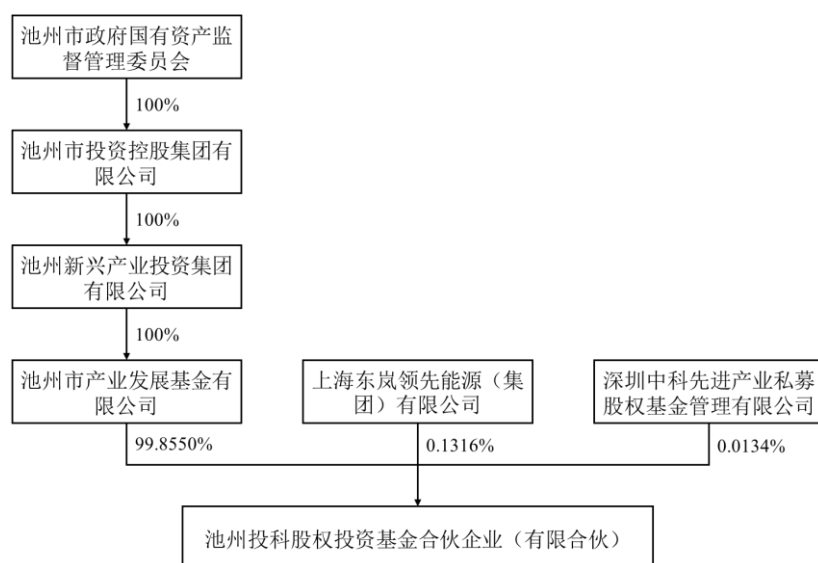 池州市政府国有资产监
督管理委员会
100%
池州市投资控股集团有
限公司
100%
池州新兴产业投资集团
有限公司
100%
池州市产业发展基金有
限公司
上海东岚领先能源（集
团）有限公司
深圳中科先进产业私募
股权基金管理有限公司
99.8550%
0.1316%
0.0134%
池州投科股权投资基金合伙企业（有限合伙）